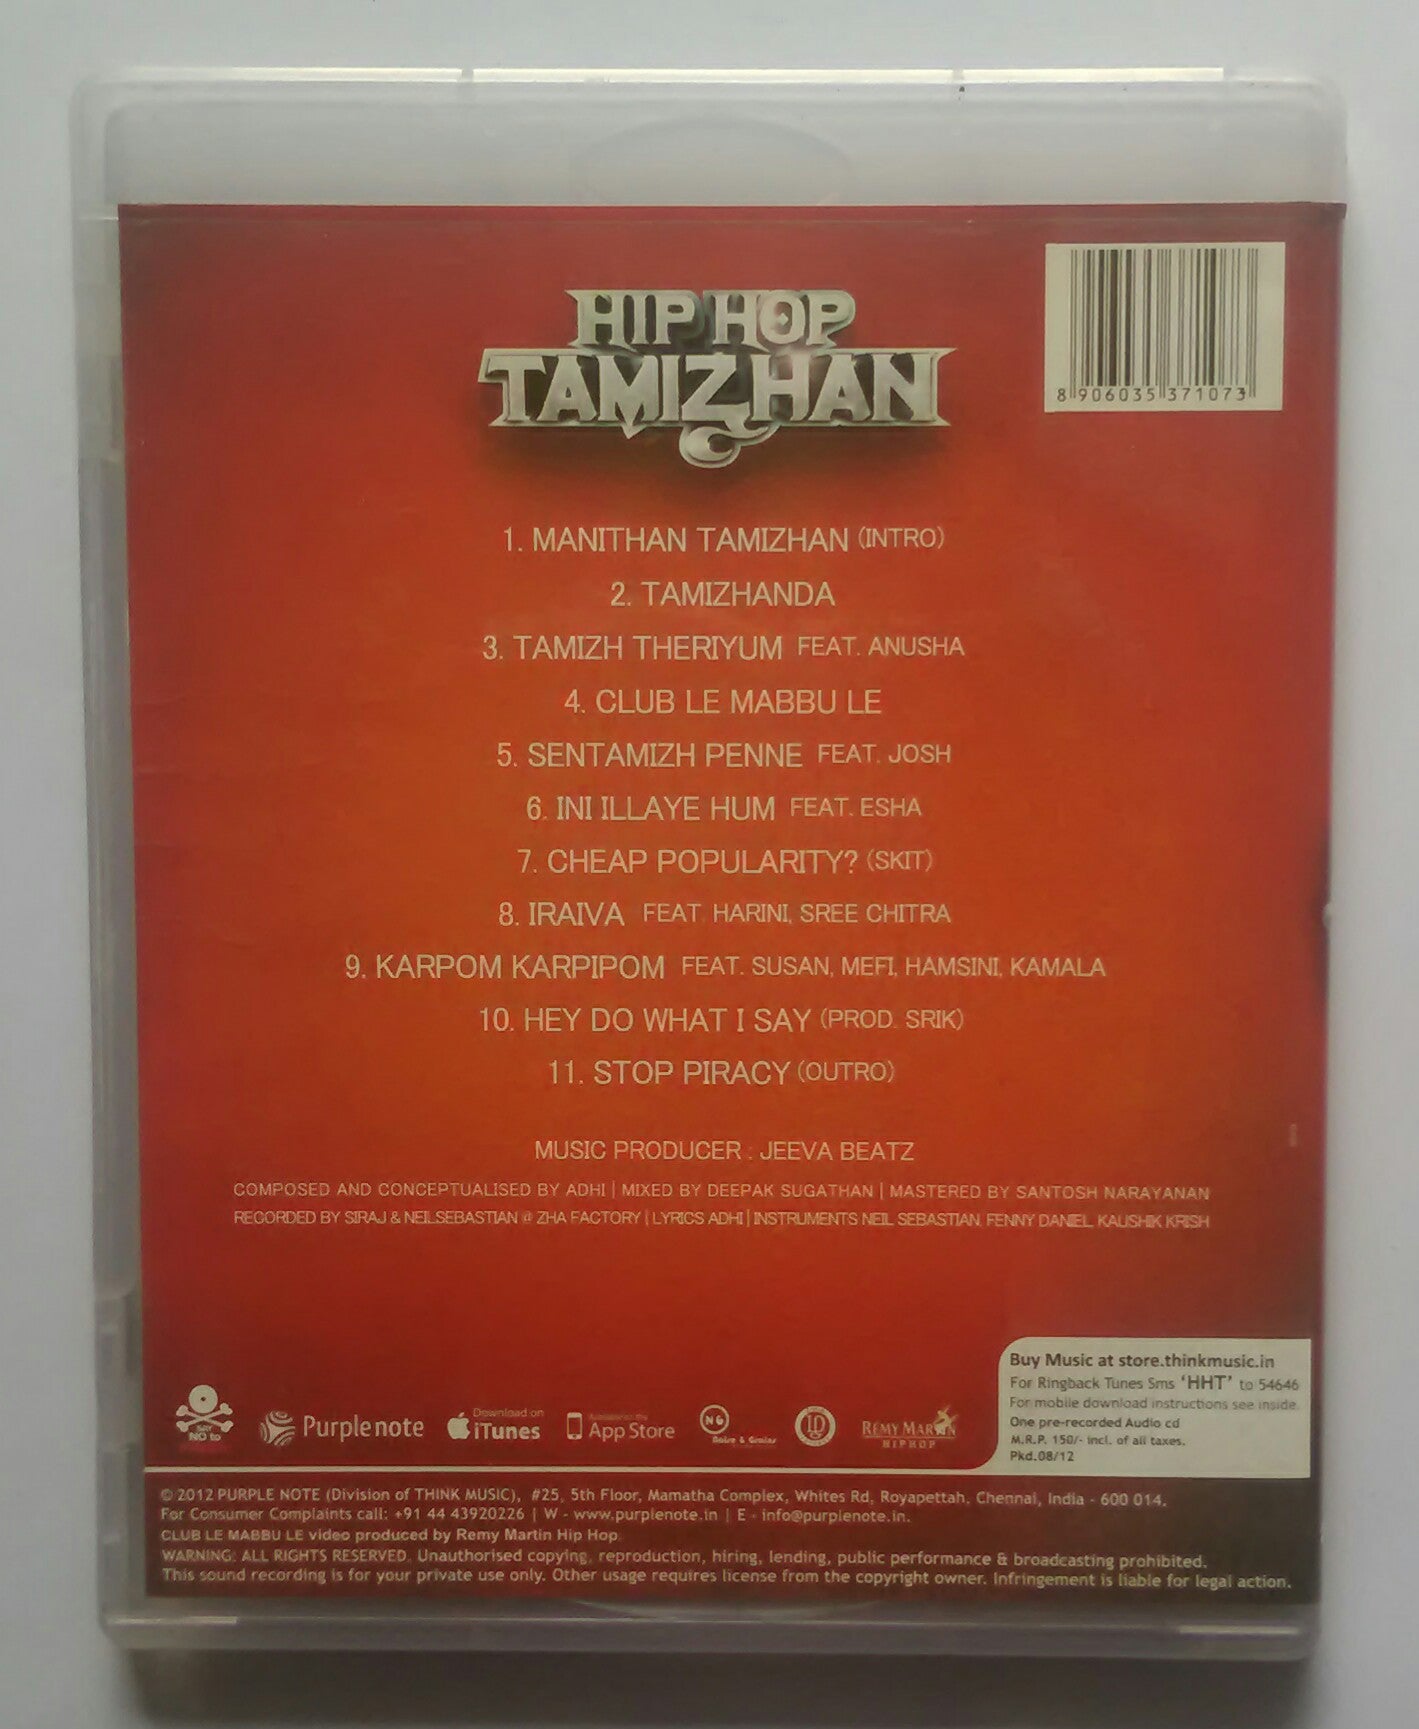 HIP HOP
TAMIZHAN
8 906035 371073
1. MANITHAN TAMIZHAN (INTRO)
2. TAMIZHANDA
3. TAMIZH THERIYUM FEAT. ANUSHA
4. CLUB LE MABBU LE
5. SENTAMIZH PENNE FEAT. JOSH
6. INI ILLAYE HUM FEAT. ESHA
7. CHEAP POPULARITY? (SKIT)
8. IRAIVA FEAT. HARINI, SREE CHITRA
9. KARPOM KARPIPOM FEAT. SUSAN, MEFI, HAMSINI, KAMALA
10. HEY DO WHAT I SAY (PROD. SRIK)
11. STOP PIRACY (OUTRO)
MUSIC PRODUCER : JEEVA BEATZ
COMPOSED AND CONCEPTUALISED BY ADHI | MIXED BY DEEPAK SUGATHAN | MASTERED BY SANTOSH NARAYANAN
RECORDED BY SIRAJ & NEILSEBASTIAN @ ZHA FACTORY | LYRICS ADHI | INSTRUMENTS NEIL SEBASTIAN, FENNY DANIEL, KAUSHIK KRISH
Buy Music at store.thinkmusic.in
For Ringback Tunes Sms 'HHT' to 54646
For mobile download instructions see inside.
One pre-recorded Audio cd
M.R.P. 150/- incl. of all taxes.
Pkd.08/12
SAY
NO to
Purple note
Download on
iTunes
App Store
REMY MARTIN
HIPHOP
© 2012 PURPLE NOTE (Division of THINK MUSIC), #25, 5th Floor, Mamatha Complex, Whites Rd, Royapettah, Chennai, India - 600 014.
For Consumer Complaints call: +91 44 43920226 | W - www.purplenote.in | E - info@purplenote.in.
CLUB LE MABBU LE video produced by Remy Martin Hip Hop.
WARNING: ALL RIGHTS RESERVED. Unauthorised copying, reproduction, hiring, lending, public performance & broadcasting prohibited.
This sound recording is for your private use only. Other usage requires license from the copyright owner. Infringement is liable for legal action.